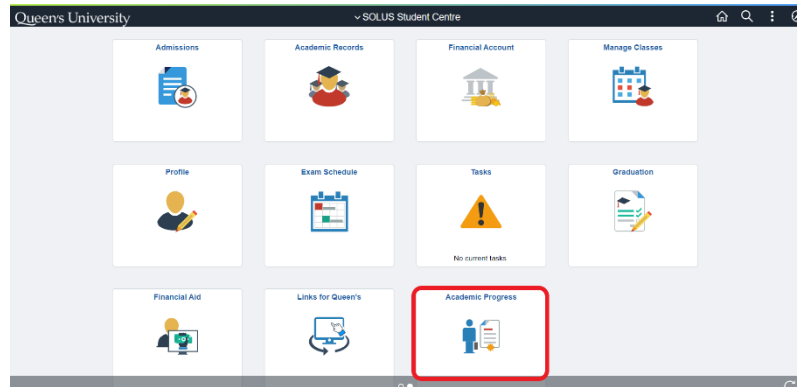 Queen's University
SOLUS Student Centre
Admissions
Academic Records
Financial Account
Manage Classes
Profile
Exam Schedule
Tasks
Graduation
No current tasks
Financial Aid
Links for Queen's
Academic Progress